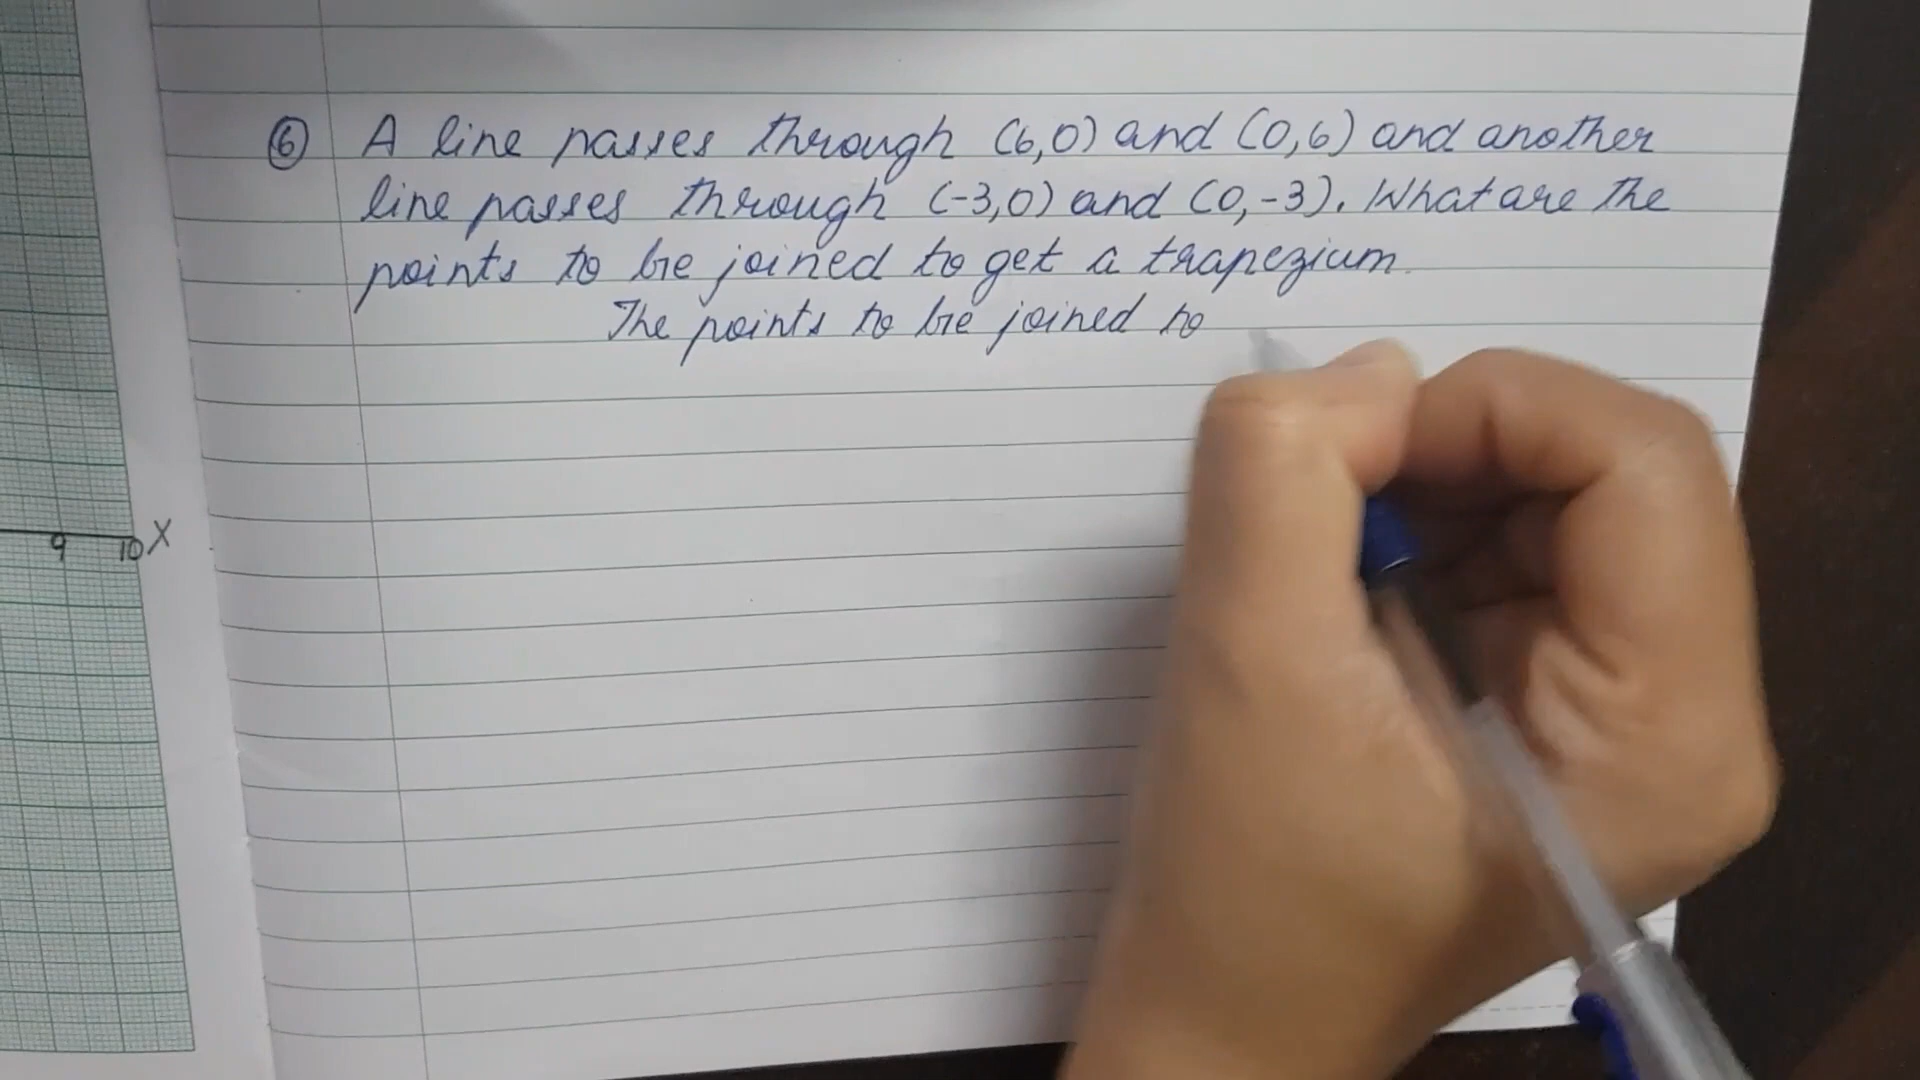 9 10 X
⑥ A line passes through (6,0) and (0,6) and another
line passes through (-3,0) and (0,-3). What are the
points to be joined to get a trapezium.
The points to be joined to